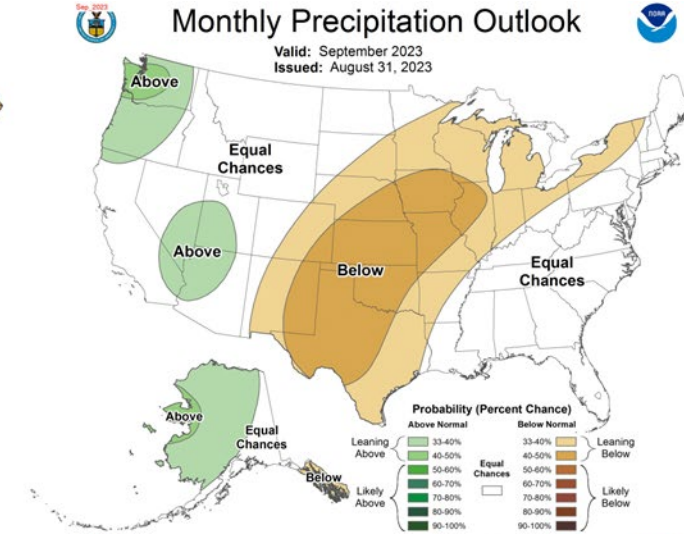 Sep. 2023
Monthly Precipitation Outlook
NOAA
Valid: September 2023
Issued: August 31, 2023
Above
Equal
Chances
Above
Below
Equal
Chances
Above
Equal
Chances
Below
Probability (Percent Chance)
Above Normal
Below Normal
Leaning
Above
33-40%
40-50%
Likely
Above
50-60%
60-70%
70-80%
80-90%
90-100%
Equal
Chances
33-40%
40-50%
Leaning
Below
50-60%
60-70%
70-80%
80-90%
90-100%
Likely
Below